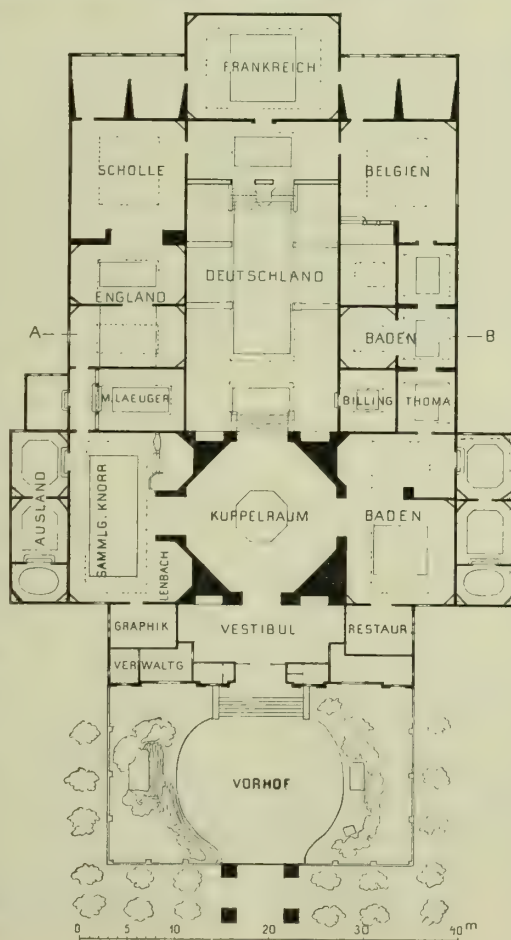 FRANKREICH
SCHOLLE
BELGIEN
DEUTSCHLAND
ENGLAND
A
BADEN
B
M. LAEUGER
BILLING
THOMA
AUSLAND
SAMMLG. KNORR
LENBACH
KUPPELRAUM
BADEN
GRAPHIK
VESTIBUL
RESTAUR
VERWALTG
VORHOF
0 10 20 30 40 m